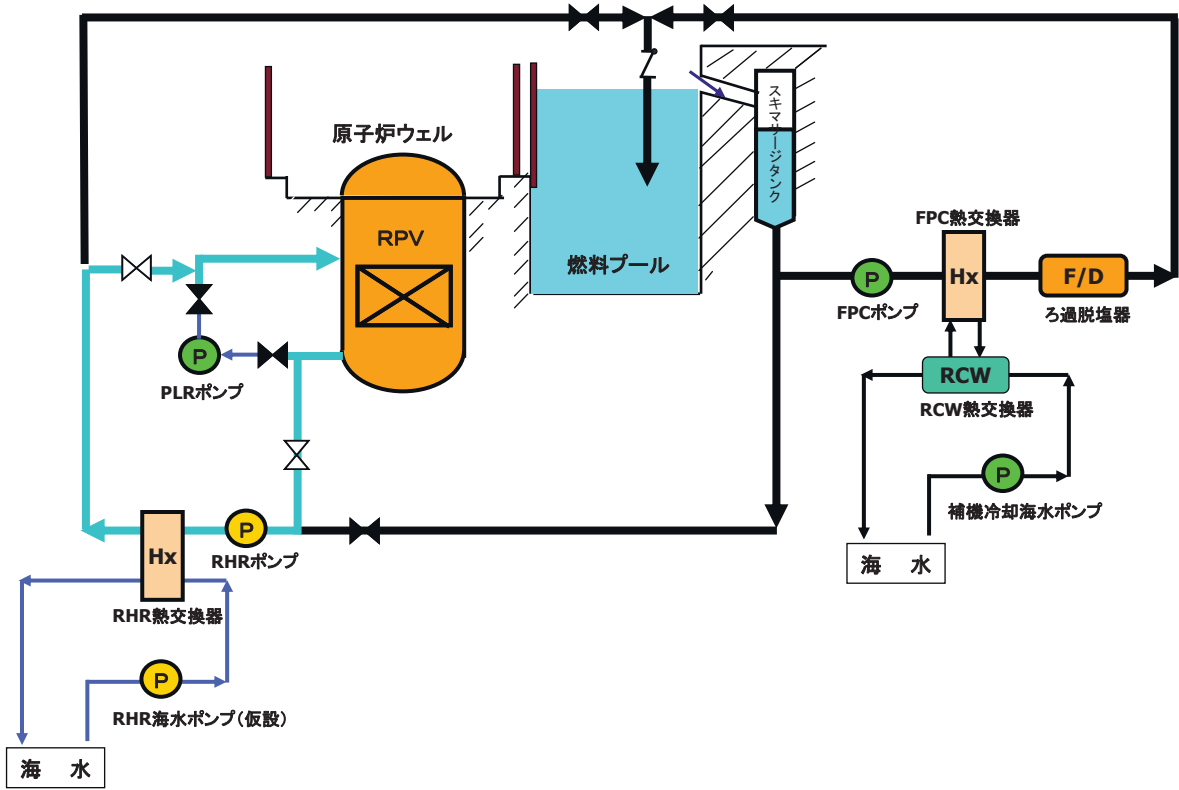 原子炉ウェル
スキマサージタンク
RPV
燃料プール
FPC熱交換器
P
Hx
F/D
FPCポンプ
ろ過脱塩器
P
PLRポンプ
RCW
RCW熱交換器
P
補機冷却海水ポンプ
P
Hx
RHRポンプ
海 水
RHR熱交換器
P
RHR海水ポンプ(仮設)
海 水